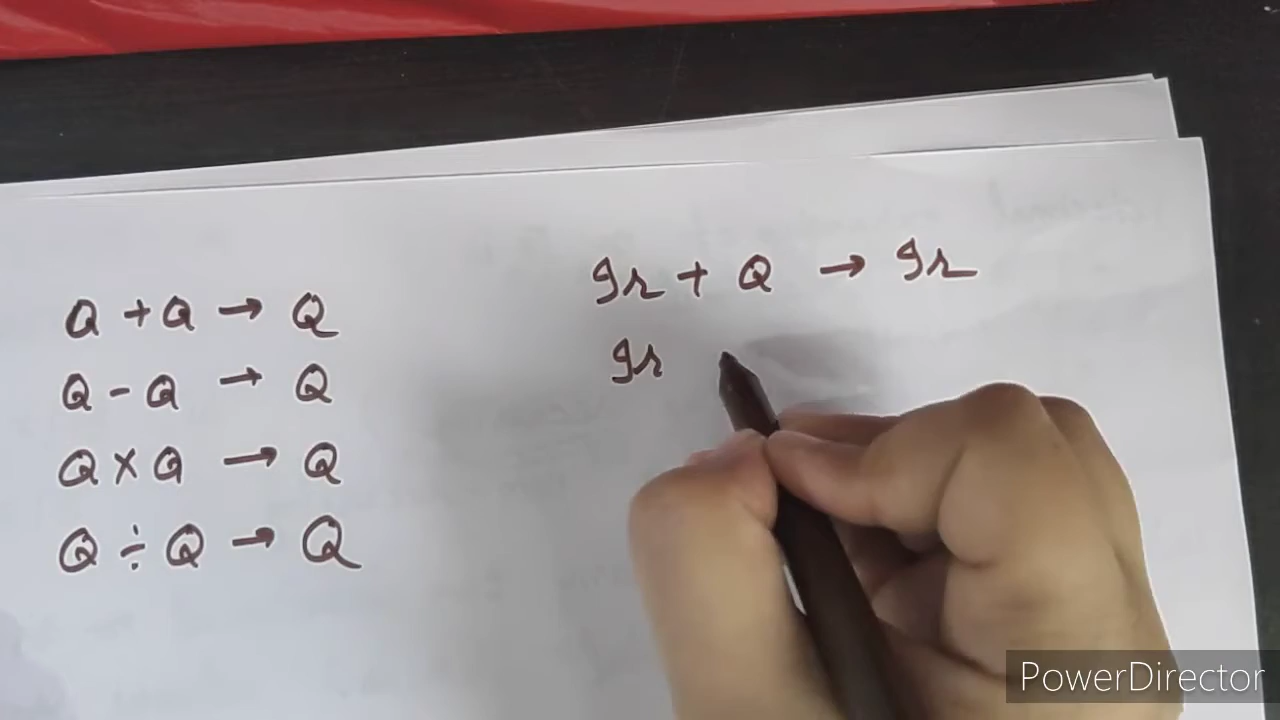 Q + Q → Q
Q - Q → Q
Q × Q → Q
Q ÷ Q → Q
Ir + Q → Ir
Ir
PowerDirector